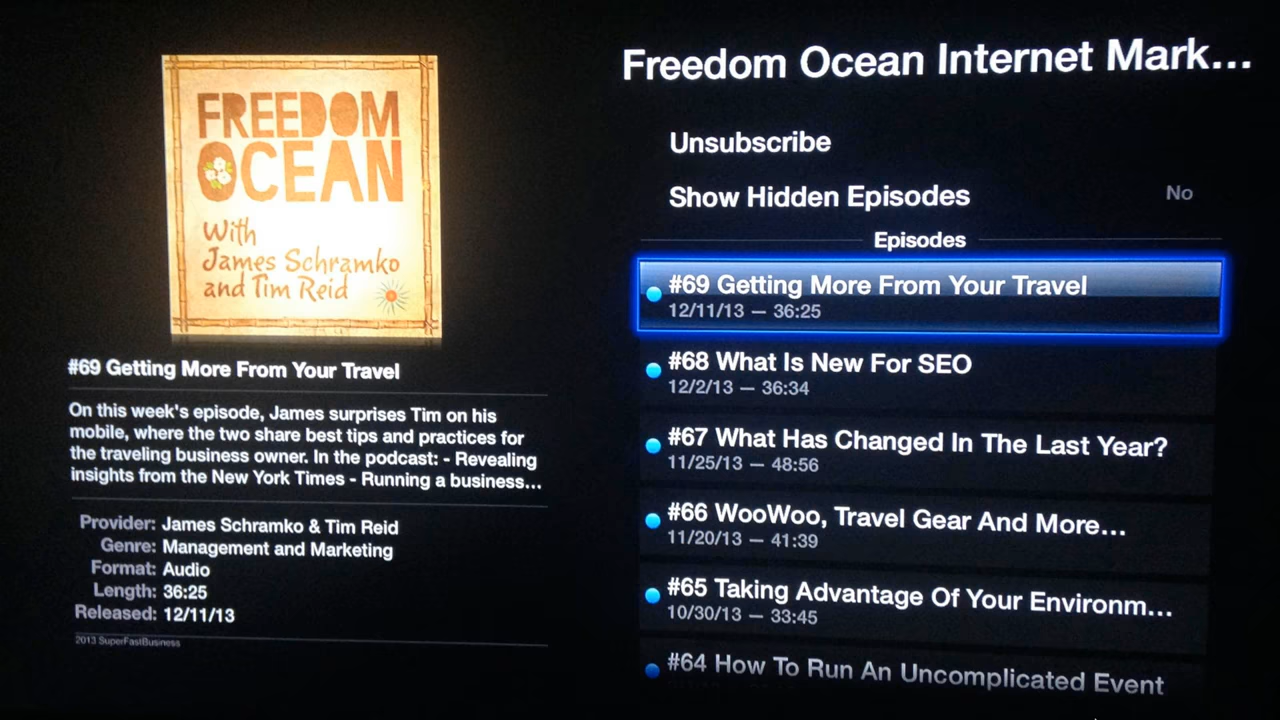 FREEDOM
OCEAN
With
James Schramko
and Tim Reid
#69 Getting More From Your Travel
On this week's episode, James surprises Tim on his
mobile, where the two share best tips and practices for
the traveling business owner. In the podcast: - Revealing
insights from the New York Times - Running a business...
Provider: James Schramko & Tim Reid
Genre: Management and Marketing
Format: Audio
Length: 36:25
Released: 12/11/13
2013 SuperFastBusiness
Freedom Ocean Internet Mark...
Unsubscribe
Show Hidden Episodes No
Episodes
#69 Getting More From Your Travel
12/11/13 — 36:25
#68 What Is New For SEO
12/2/13 — 36:34
#67 What Has Changed In The Last Year?
11/25/13 — 48:56
#66 WooWoo, Travel Gear And More...
11/20/13 — 41:39
#65 Taking Advantage Of Your Environm...
10/30/13 — 33:45
#64 How To Run An Uncomplicated Event